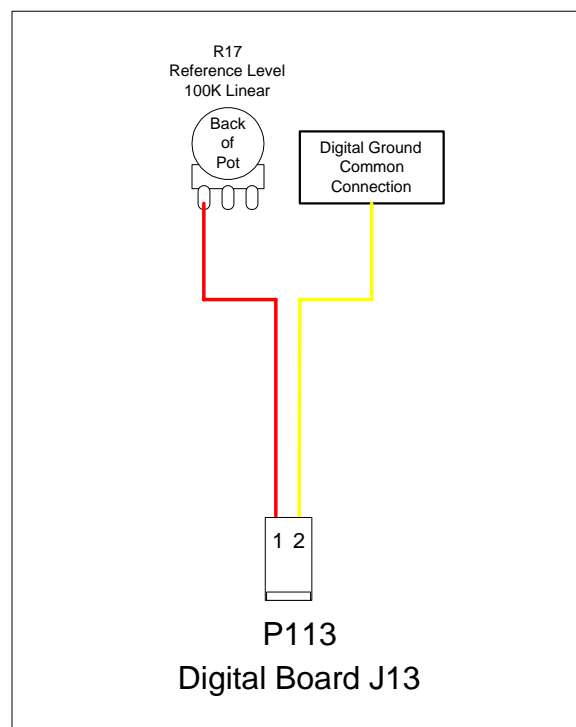 R17
Reference Level
100K Linear
Back
of
Pot
Digital Ground
Common
Connection
1 2
P113
Digital Board J13